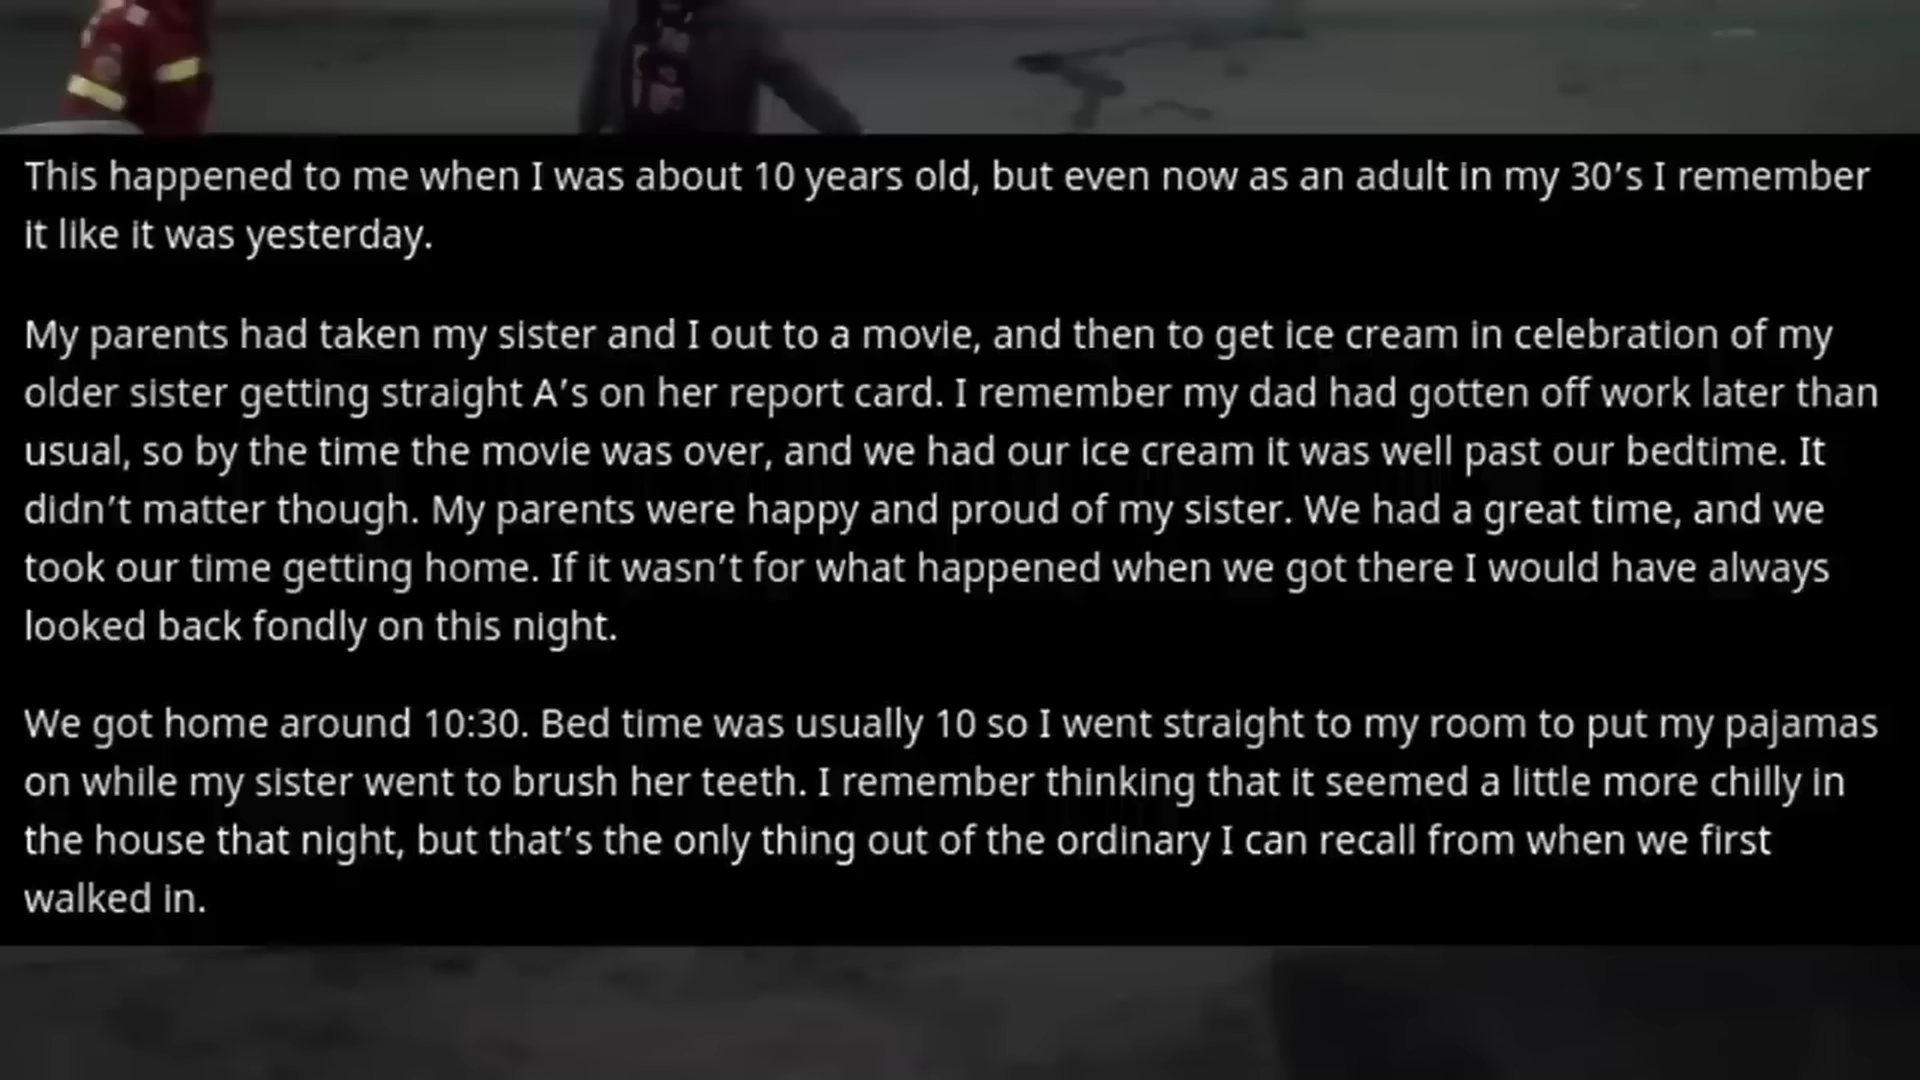 This happened to me when I was about 10 years old, but even now as an adult in my 30’s I remember
it like it was yesterday.
My parents had taken my sister and I out to a movie, and then to get ice cream in celebration of my
older sister getting straight A’s on her report card. I remember my dad had gotten off work later than
usual, so by the time the movie was over, and we had our ice cream it was well past our bedtime. It
didn’t matter though. My parents were happy and proud of my sister. We had a great time, and we
took our time getting home. If it wasn’t for what happened when we got there I would have always
looked back fondly on this night.
We got home around 10:30. Bed time was usually 10 so I went straight to my room to put my pajamas
on while my sister went to brush her teeth. I remember thinking that it seemed a little more chilly in
the house that night, but that’s the only thing out of the ordinary I can recall from when we first
walked in.